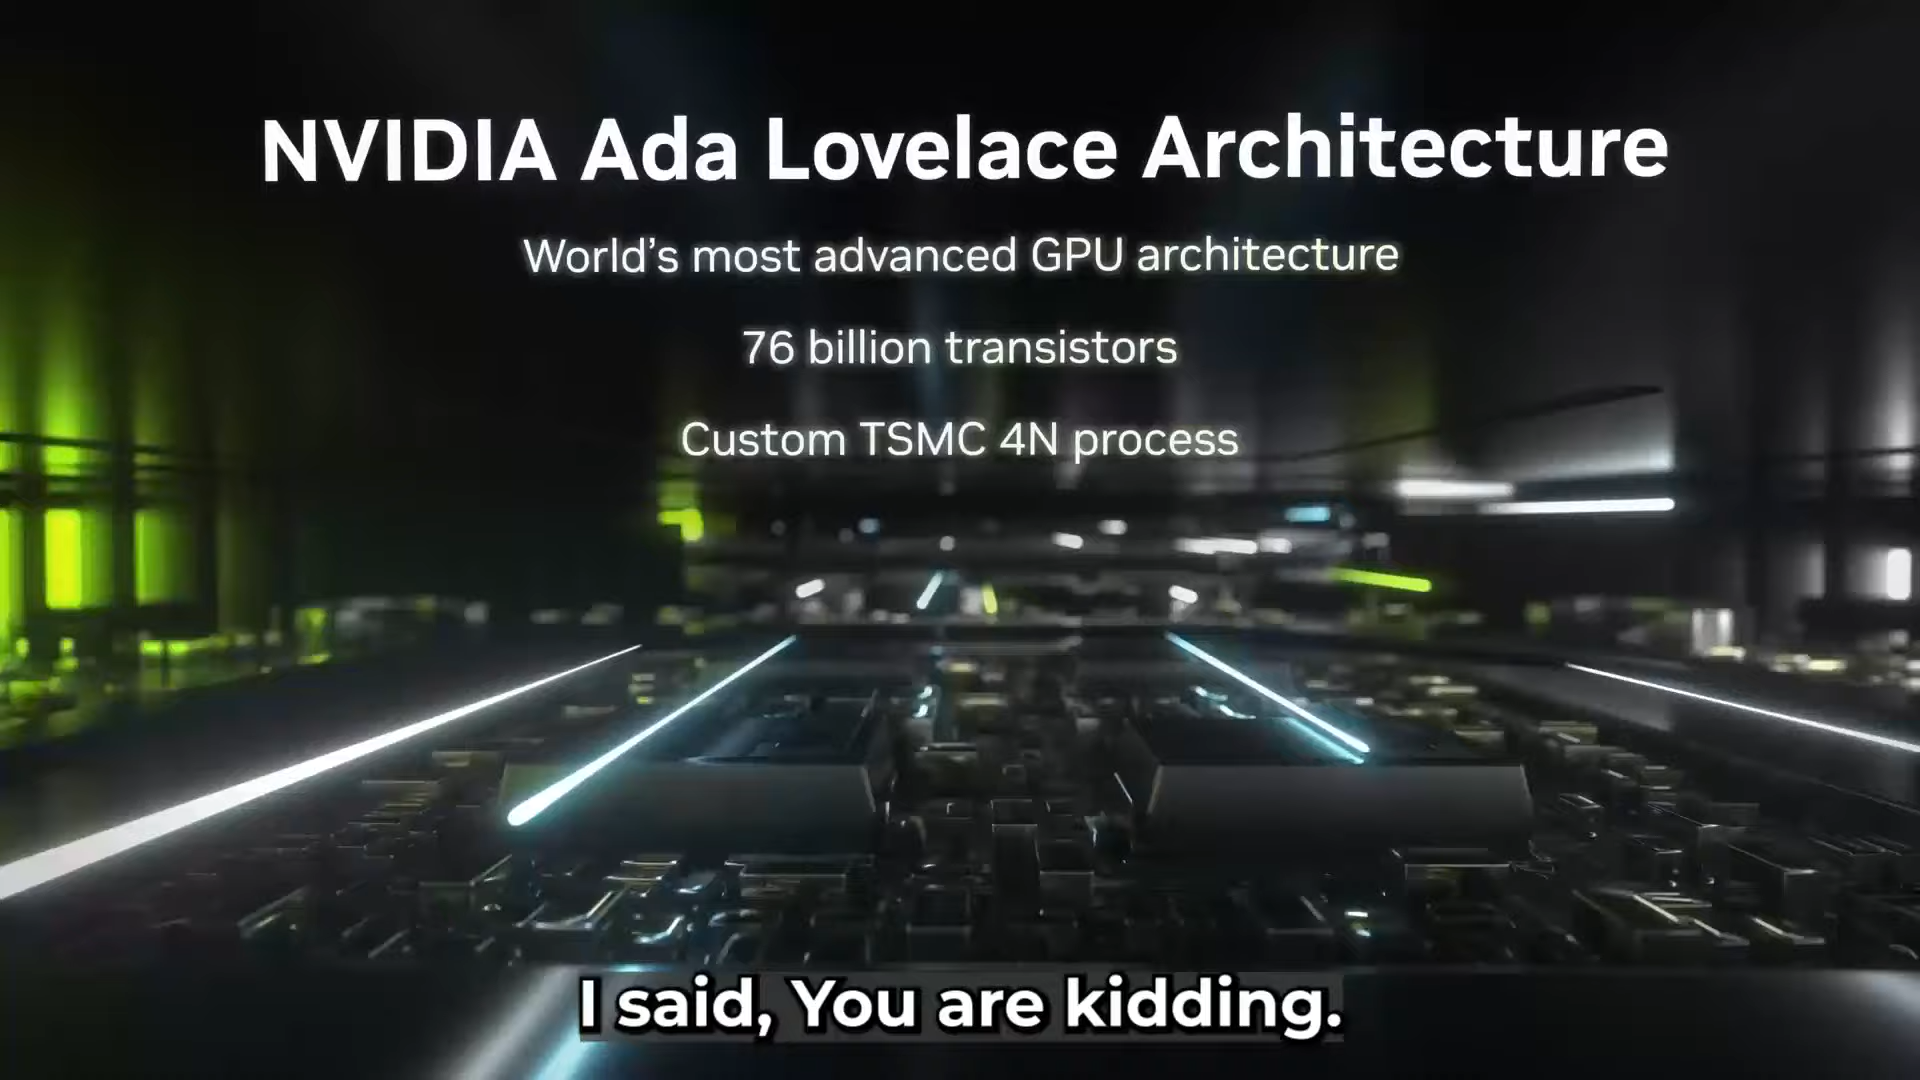 NVIDIA Ada Lovelace Architecture
World’s most advanced GPU architecture
76 billion transistors
Custom TSMC 4N process
I said, You are kidding.